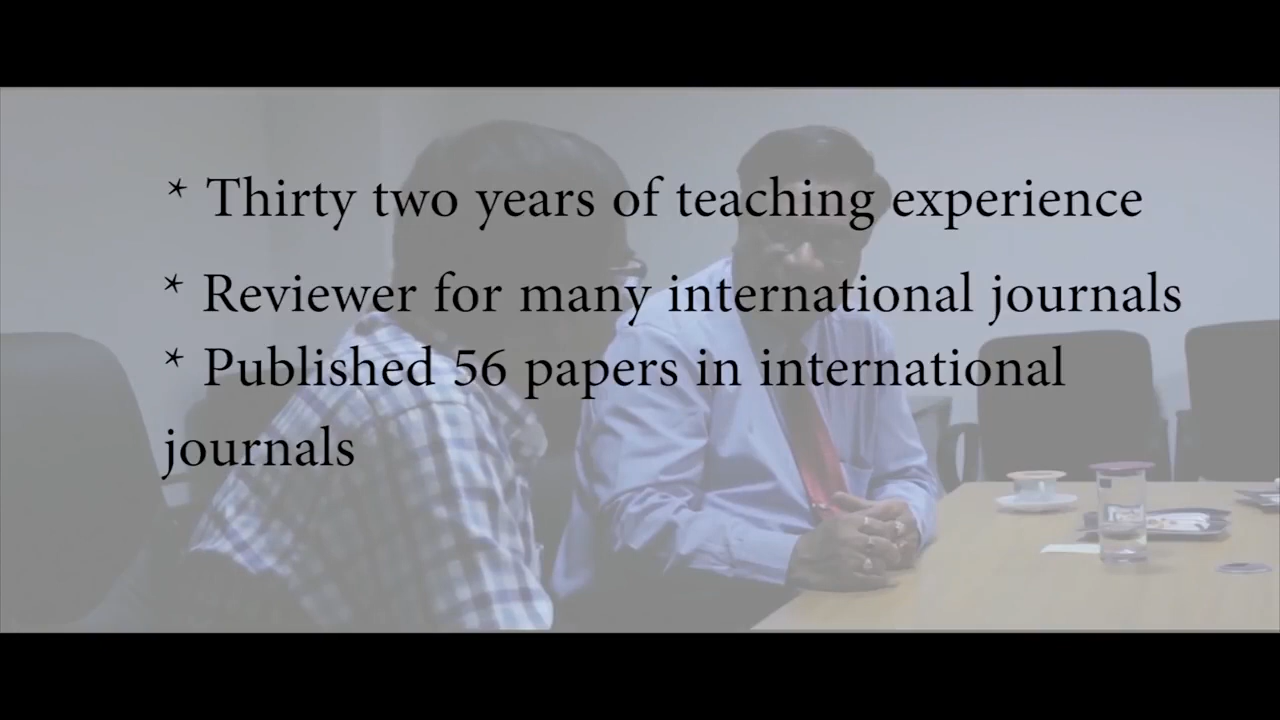 * Thirty two years of teaching experience
* Reviewer for many international journals
* Published 56 papers in international
journals